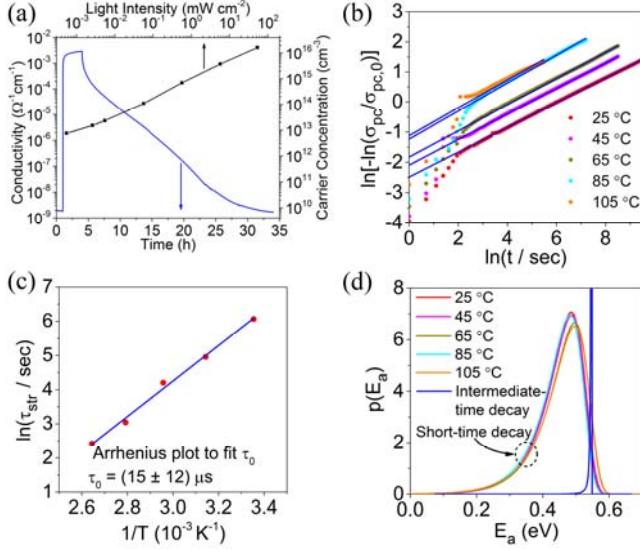 (a)
Light Intensity (mW cm⁻²)
10⁻³ 10⁻² 10⁻¹ 10⁰ 10¹ 10²
Conductivity (Ω⁻¹cm⁻¹)
10⁻²
10⁻³
10⁻⁴
10⁻⁵
10⁻⁶
10⁻⁷
10⁻⁸
10⁻⁹
10¹⁶
10¹⁵
10¹⁴
10¹³
10¹²
10¹¹
10¹⁰
Carrier Concentration (cm⁻³)
0 5 10 15 20 25 30 35
Time (h)
(b)
ln[-ln(σpc/σpc,0)]
3
2
1
0
-1
-2
-3
-4
25 °C
45 °C
65 °C
85 °C
105 °C
0 2 4 6 8
ln(t / sec)
(c)
ln(τstr / sec)
7
6
5
4
3
2
1
0
Arrhenius plot to fit τ₀
τ₀ = (15 ± 12) μs
2.6 2.8 3.0 3.2 3.4
1/T (10⁻³ K⁻¹)
(d)
p(Eₐ)
8
6
4
2
0
25 °C
45 °C
65 °C
85 °C
105 °C
Intermediate-
time decay
Short-time decay
0.0 0.2 0.4 0.6
Eₐ (eV)